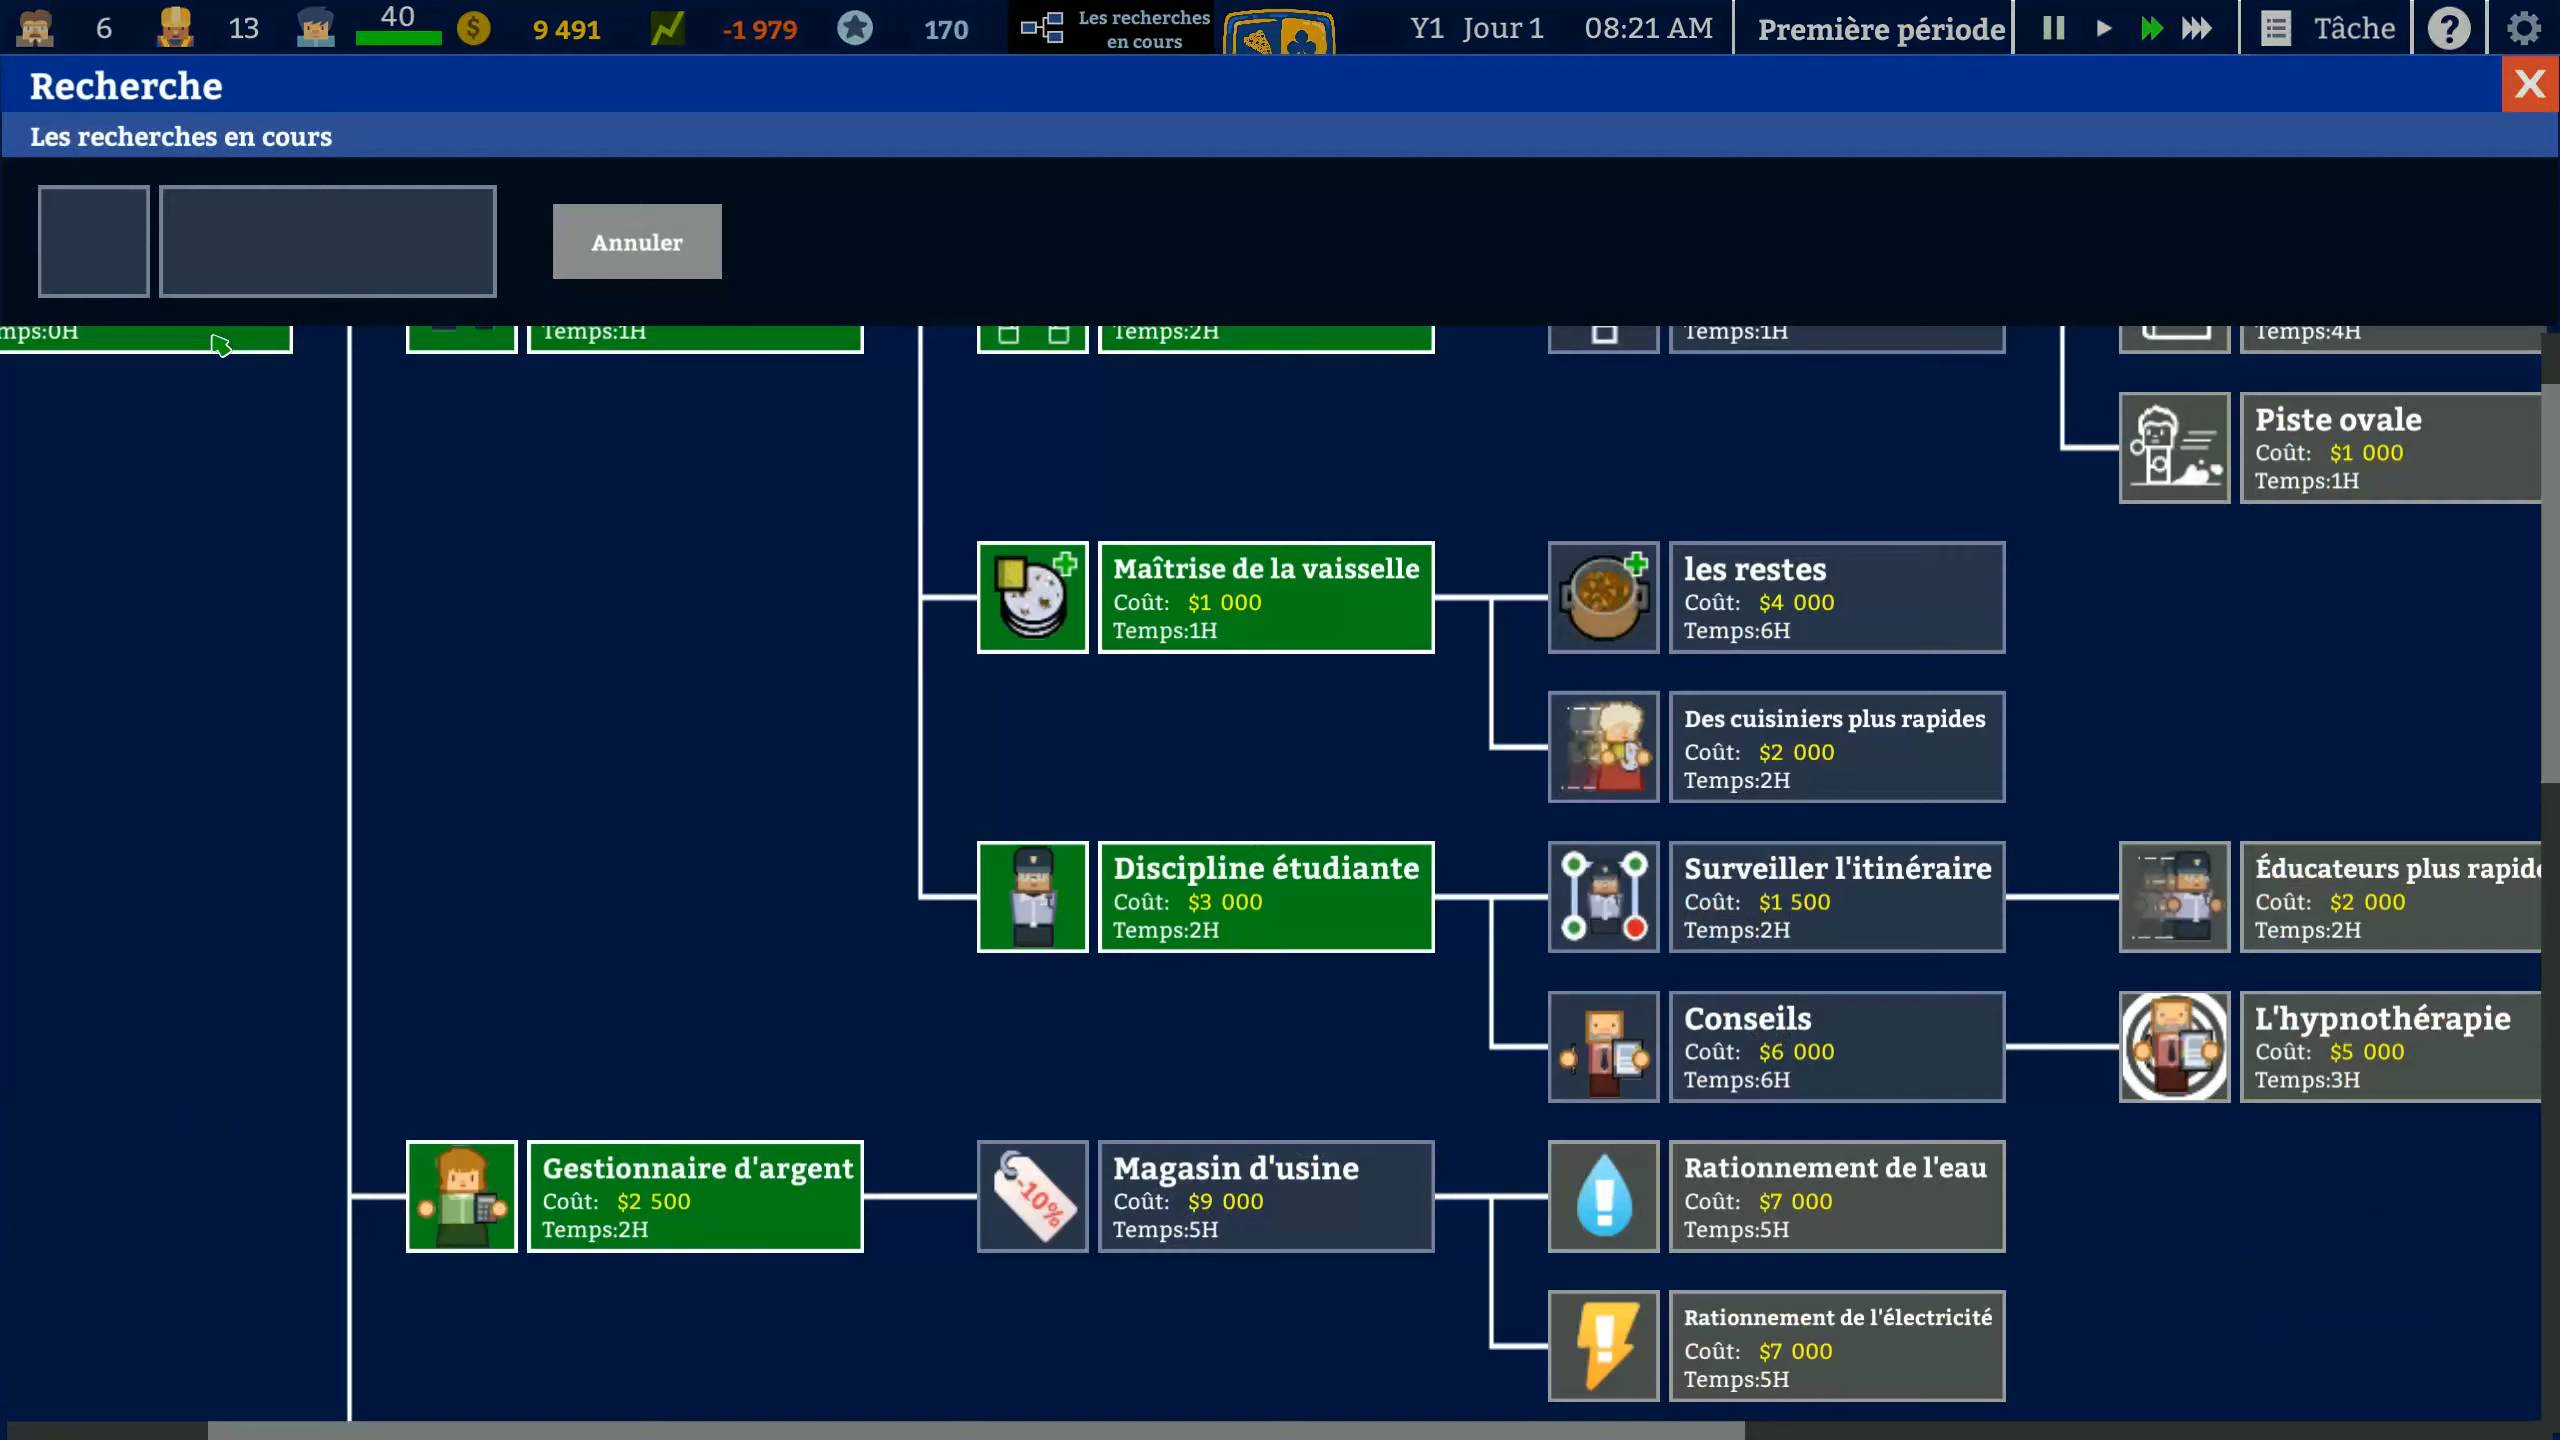 6
13
40
9 491
-1 979
170
Les recherches
en cours
Y1 Jour 1
08:21 AM
Première période
Tâche
?
Recherche
X
Les recherches en cours
Annuler
mps:0H
Temps:1H
Temps:2H
Temps:1H
Temps:4H
Piste ovale
Coût: $1 000
Temps:1H
Maîtrise de la vaisselle
Coût: $1 000
Temps:1H
les restes
Coût: $4 000
Temps:6H
Des cuisiniers plus rapides
Coût: $2 000
Temps:2H
Discipline étudiante
Coût: $3 000
Temps:2H
Surveiller l'itinéraire
Coût: $1 500
Temps:2H
Éducateurs plus rapide
Coût: $2 000
Temps:2H
Conseils
Coût: $6 000
Temps:6H
L'hypnothérapie
Coût: $5 000
Temps:3H
Gestionnaire d'argent
Coût: $2 500
Temps:2H
-10%
Magasin d'usine
Coût: $9 000
Temps:5H
Rationnement de l'eau
Coût: $7 000
Temps:5H
Rationnement de l'électricité
Coût: $7 000
Temps:5H